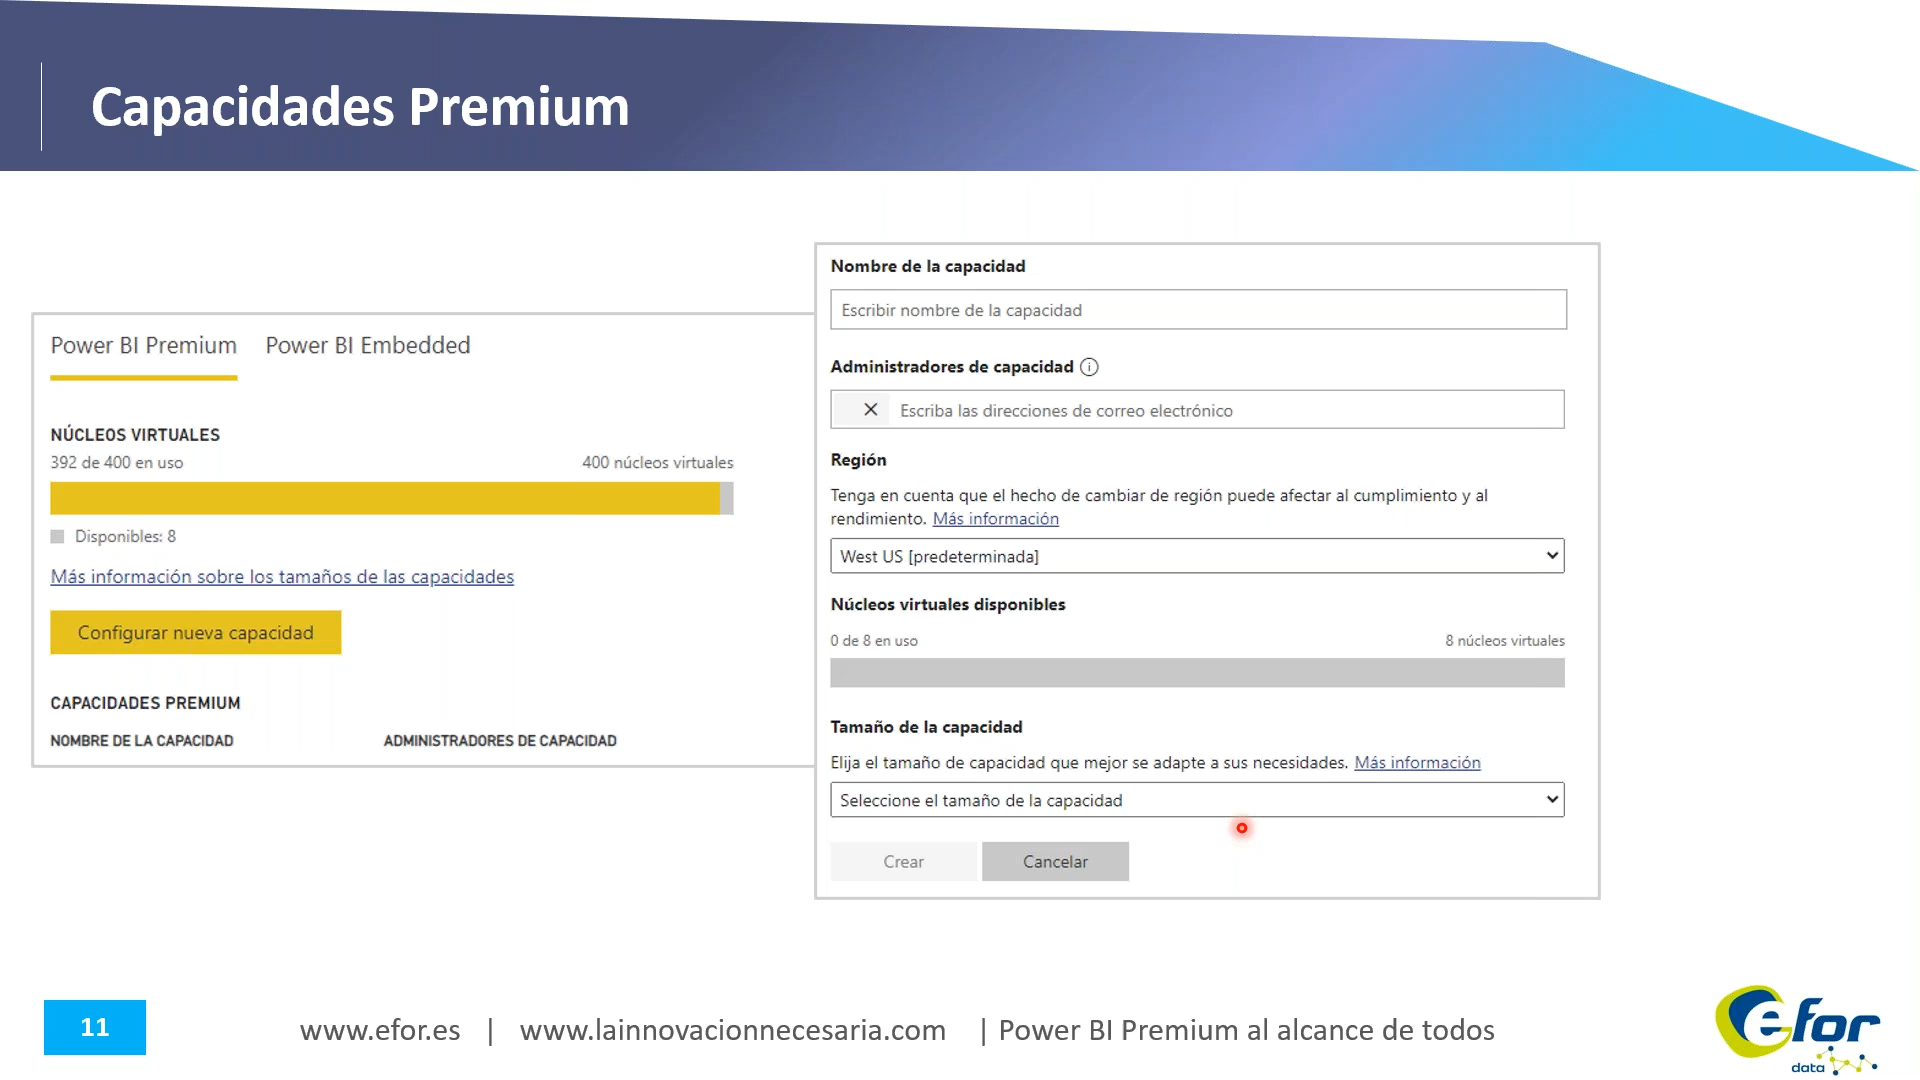 Capacidades Premium
Power BI Premium Power BI Embedded
NÚCLEOS VIRTUALES
392 de 400 en uso 400 núcleos virtuales
Disponibles: 8
Más información sobre los tamaños de las capacidades
Configurar nueva capacidad
CAPACIDADES PREMIUM
NOMBRE DE LA CAPACIDAD ADMINISTRADORES DE CAPACIDAD
Nombre de la capacidad
Escribir nombre de la capacidad
Administradores de capacidad
Escriba las direcciones de correo electrónico
Región
Tenga en cuenta que el hecho de cambiar de región puede afectar al cumplimiento y al
rendimiento. Más información
West US [predeterminada]
Núcleos virtuales disponibles
0 de 8 en uso 8 núcleos virtuales
Tamaño de la capacidad
Elija el tamaño de capacidad que mejor se adapte a sus necesidades. Más información
Seleccione el tamaño de la capacidad
Crear Cancelar
11
www.efor.es | www.lainnovacionnecesaria.com | Power BI Premium al alcance de todos
efor
data